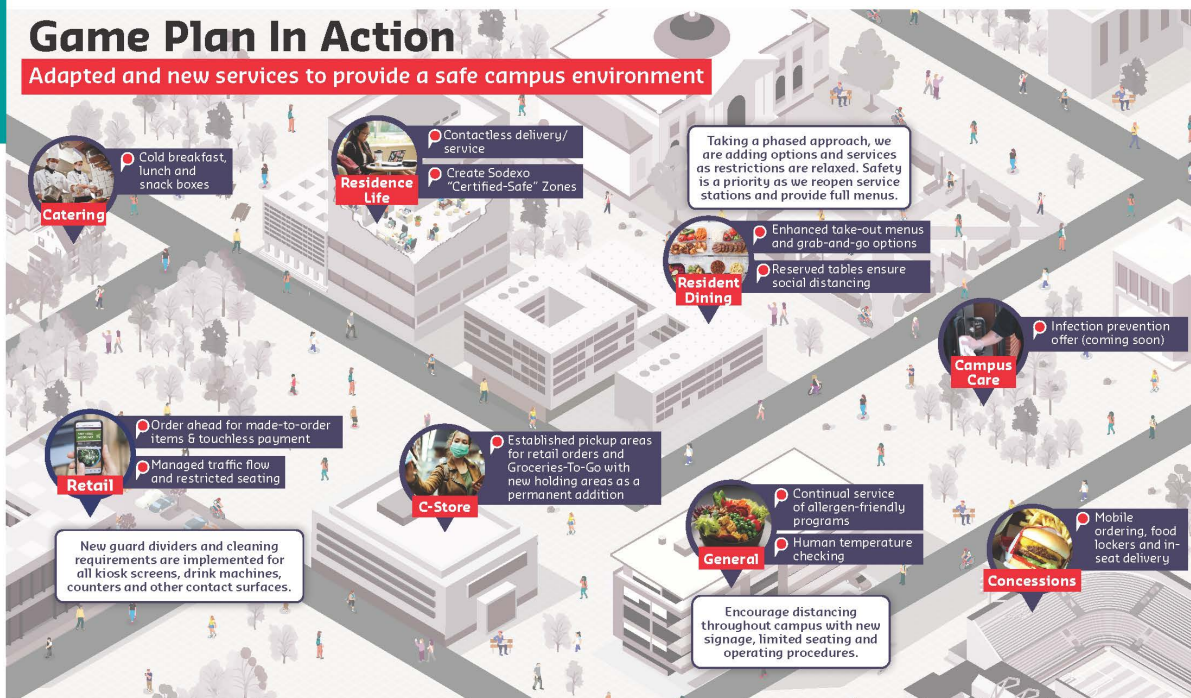 Game Plan In Action
Adapted and new services to provide a safe campus environment
Cold breakfast,
lunch and
snack boxes
Catering
Contactless delivery/
service
Create Sodexo
"Certified-Safe" Zones
Residence
Life
Taking a phased approach, we
are adding options and services
as restrictions are relaxed. Safety
is a priority as we reopen service
stations and provide full menus.
Enhanced take-out menus
and grab-and-go options
Reserved tables ensure
social distancing
Resident
Dining
Infection prevention
offer (coming soon)
Campus
Care
Order ahead for made-to-order
items & touchless payment
Managed traffic flow
and restricted seating
Retail
Established pickup areas
for retail orders and
Groceries-To-Go with
new holding areas as a
permanent addition
C-Store
Continual service
of allergen-friendly
programs
Human temperature
checking
General
Mobile
ordering, food
lockers and in-
seat delivery
Concessions
New guard dividers and cleaning
requirements are implemented for
all kiosk screens, drink machines,
counters and other contact surfaces.
Encourage distancing
throughout campus with new
signage, limited seating and
operating procedures.